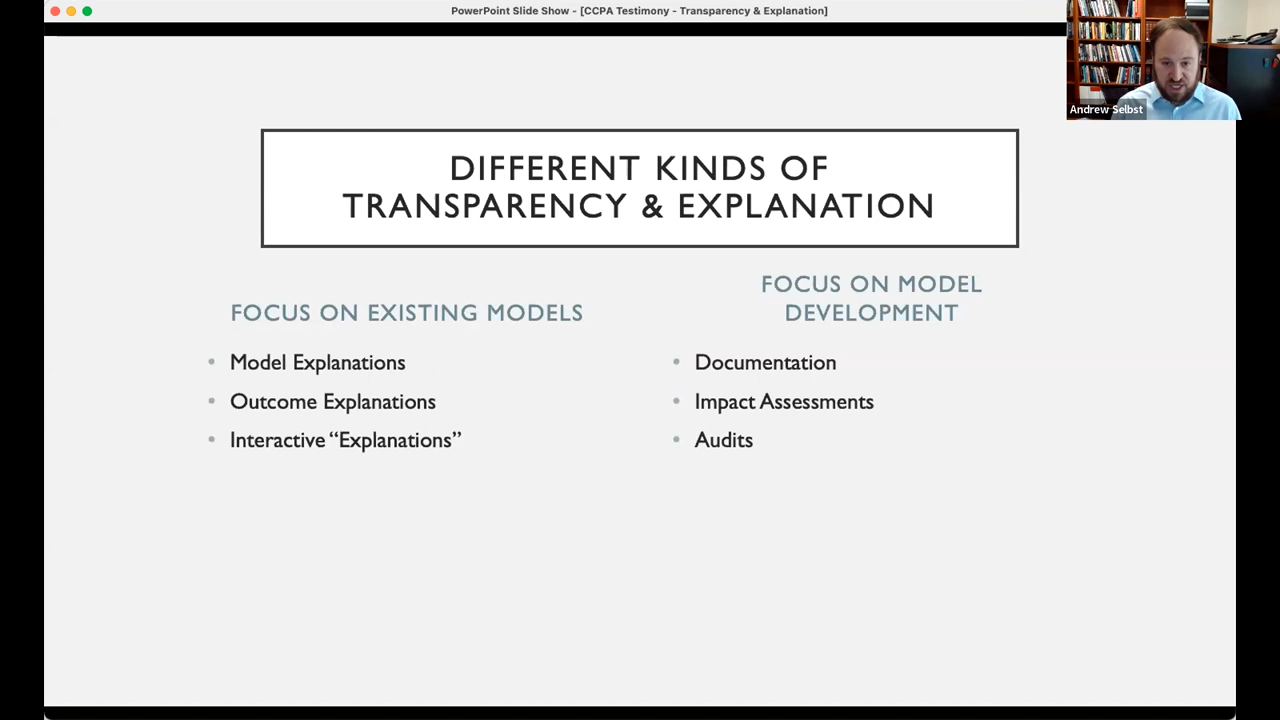 PowerPoint Slide Show - [CCPA Testimony - Transparency & Explanation]
Andrew Selbst
DIFFERENT KINDS OF
TRANSPARENCY & EXPLANATION
FOCUS ON EXISTING MODELS
• Model Explanations
• Outcome Explanations
• Interactive “Explanations”
FOCUS ON MODEL
DEVELOPMENT
• Documentation
• Impact Assessments
• Audits